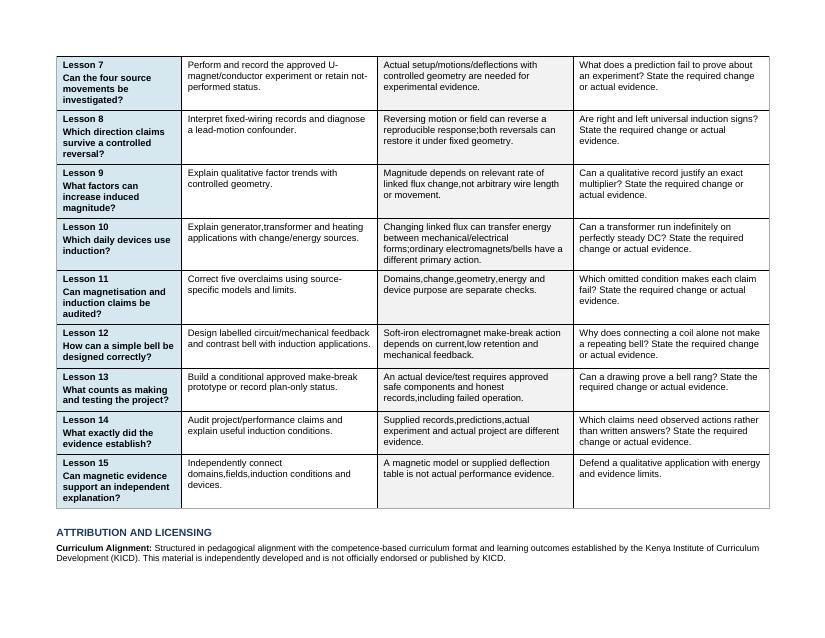 Lesson 7
Can the four source
movements be
investigated?
Perform and record the approved U-
magnet/conductor experiment or retain not-
performed status.
Actual setup/motions/deflections with
controlled geometry are needed for
experimental evidence.
What does a prediction fail to prove about
an experiment? State the required change
or actual evidence.
Lesson 8
Which direction claims
survive a controlled
reversal?
Interpret fixed-wiring records and diagnose
a lead-motion confounder.
Reversing motion or field can reverse a
reproducible response;both reversals can
restore it under fixed geometry.
Are right and left universal induction signs?
State the required change or actual
evidence.
Lesson 9
What factors can
increase induced
magnitude?
Explain qualitative factor trends with
controlled geometry.
Magnitude depends on relevant rate of
linked flux change,not arbitrary wire length
or movement.
Can a qualitative record justify an exact
multiplier? State the required change or
actual evidence.
Lesson 10
Which daily devices use
induction?
Explain generator,transformer and heating
applications with change/energy sources.
Changing linked flux can transfer energy
between mechanical/electrical
forms;ordinary electromagnets/bells have a
different primary action.
Can a transformer run indefinitely on
perfectly steady DC? State the required
change or actual evidence.
Lesson 11
Can magnetisation and
induction claims be
audited?
Correct five overclaims using source-
specific models and limits.
Domains,change,geometry,energy and
device purpose are separate checks.
Which omitted condition makes each claim
fail? State the required change or actual
evidence.
Lesson 12
How can a simple bell be
designed correctly?
Design labelled circuit/mechanical feedback
and contrast bell with induction applications.
Soft-iron electromagnet make-break action
depends on current,low retention and
mechanical feedback.
Why does connecting a coil alone not make
a repeating bell? State the required change
or actual evidence.
Lesson 13
What counts as making
and testing the project?
Build a conditional approved make-break
prototype or record plan-only status.
An actual device/test requires approved
safe components and honest
records,including failed operation.
Can a drawing prove a bell rang? State the
required change or actual evidence.
Lesson 14
What exactly did the
evidence establish?
Audit project/performance claims and
explain useful induction conditions.
Supplied records,predictions,actual
experiment and actual project are different
evidence.
Which claims need observed actions rather
than written answers? State the required
change or actual evidence.
Lesson 15
Can magnetic evidence
support an independent
explanation?
Independently connect
domains,fields,induction conditions and
devices.
A magnetic model or supplied deflection
table is not actual performance evidence.
Defend a qualitative application with energy
and evidence limits.
ATTRIBUTION AND LICENSING
Curriculum Alignment: Structured in pedagogical alignment with the competence-based curriculum format and learning outcomes established by the Kenya Institute of Curriculum
Development (KICD). This material is independently developed and is not officially endorsed or published by KICD.